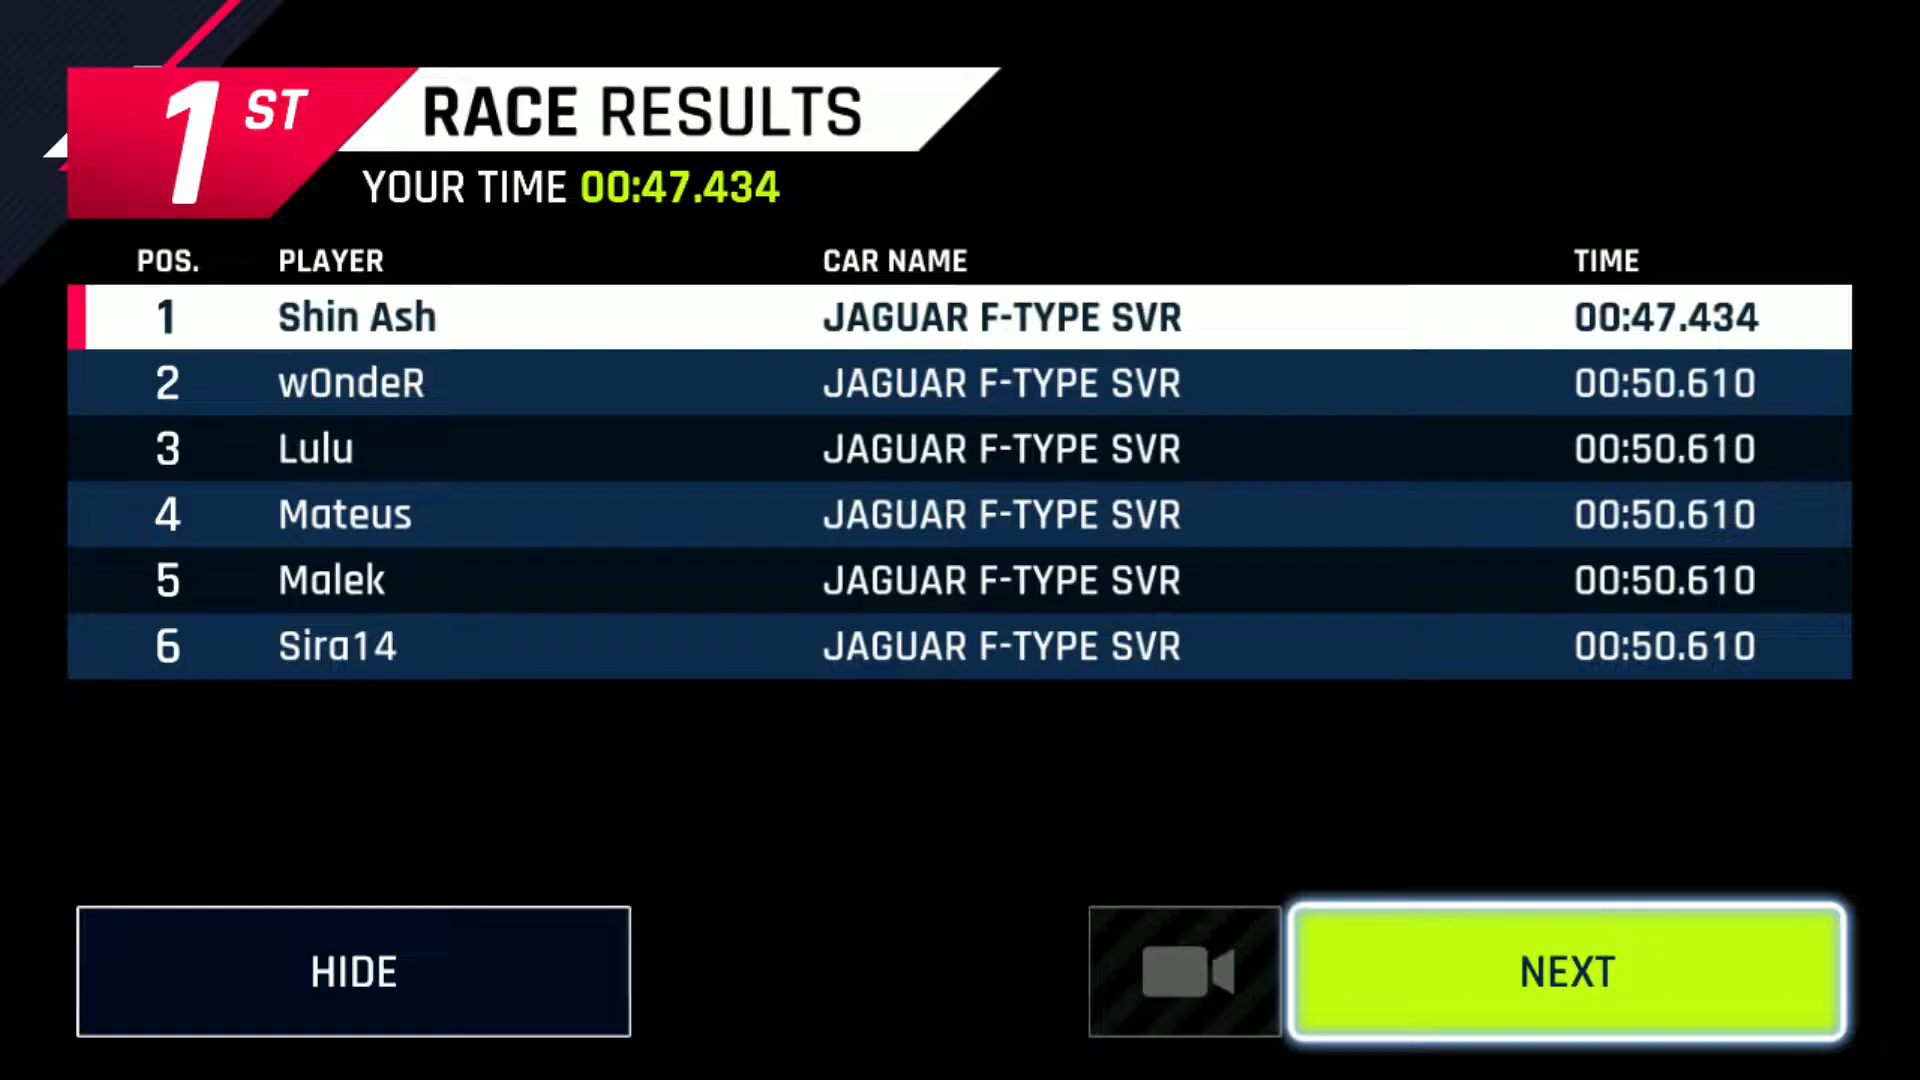 1ST
RACE RESULTS
YOUR TIME 00:47.434
POS. PLAYER CAR NAME TIME
1 Shin Ash JAGUAR F-TYPE SVR 00:47.434
2 w0ndeR JAGUAR F-TYPE SVR 00:50.610
3 Lulu JAGUAR F-TYPE SVR 00:50.610
4 Mateus JAGUAR F-TYPE SVR 00:50.610
5 Malek JAGUAR F-TYPE SVR 00:50.610
6 Sira14 JAGUAR F-TYPE SVR 00:50.610
HIDE
NEXT